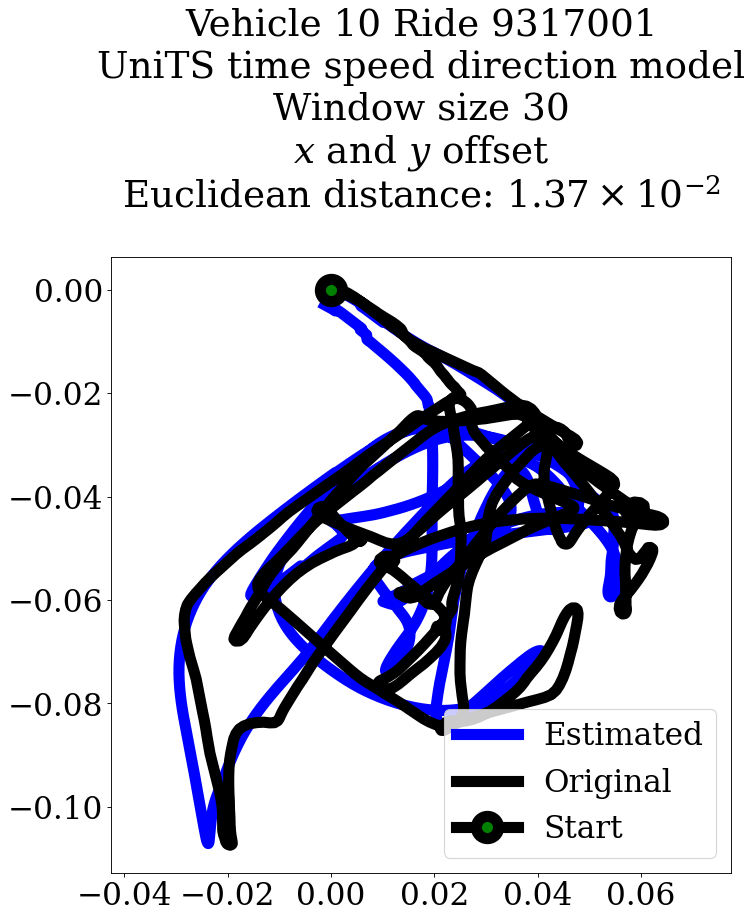 Vehicle 10 Ride 9317001
UniTS time speed direction model
Window size 30
x and y offset
Euclidean distance: 1.37 × 10⁻²
0.00
−0.02
−0.04
−0.06
−0.08
−0.10
Estimated
Original
Start
−0.04 −0.02 0.00 0.02 0.04 0.06